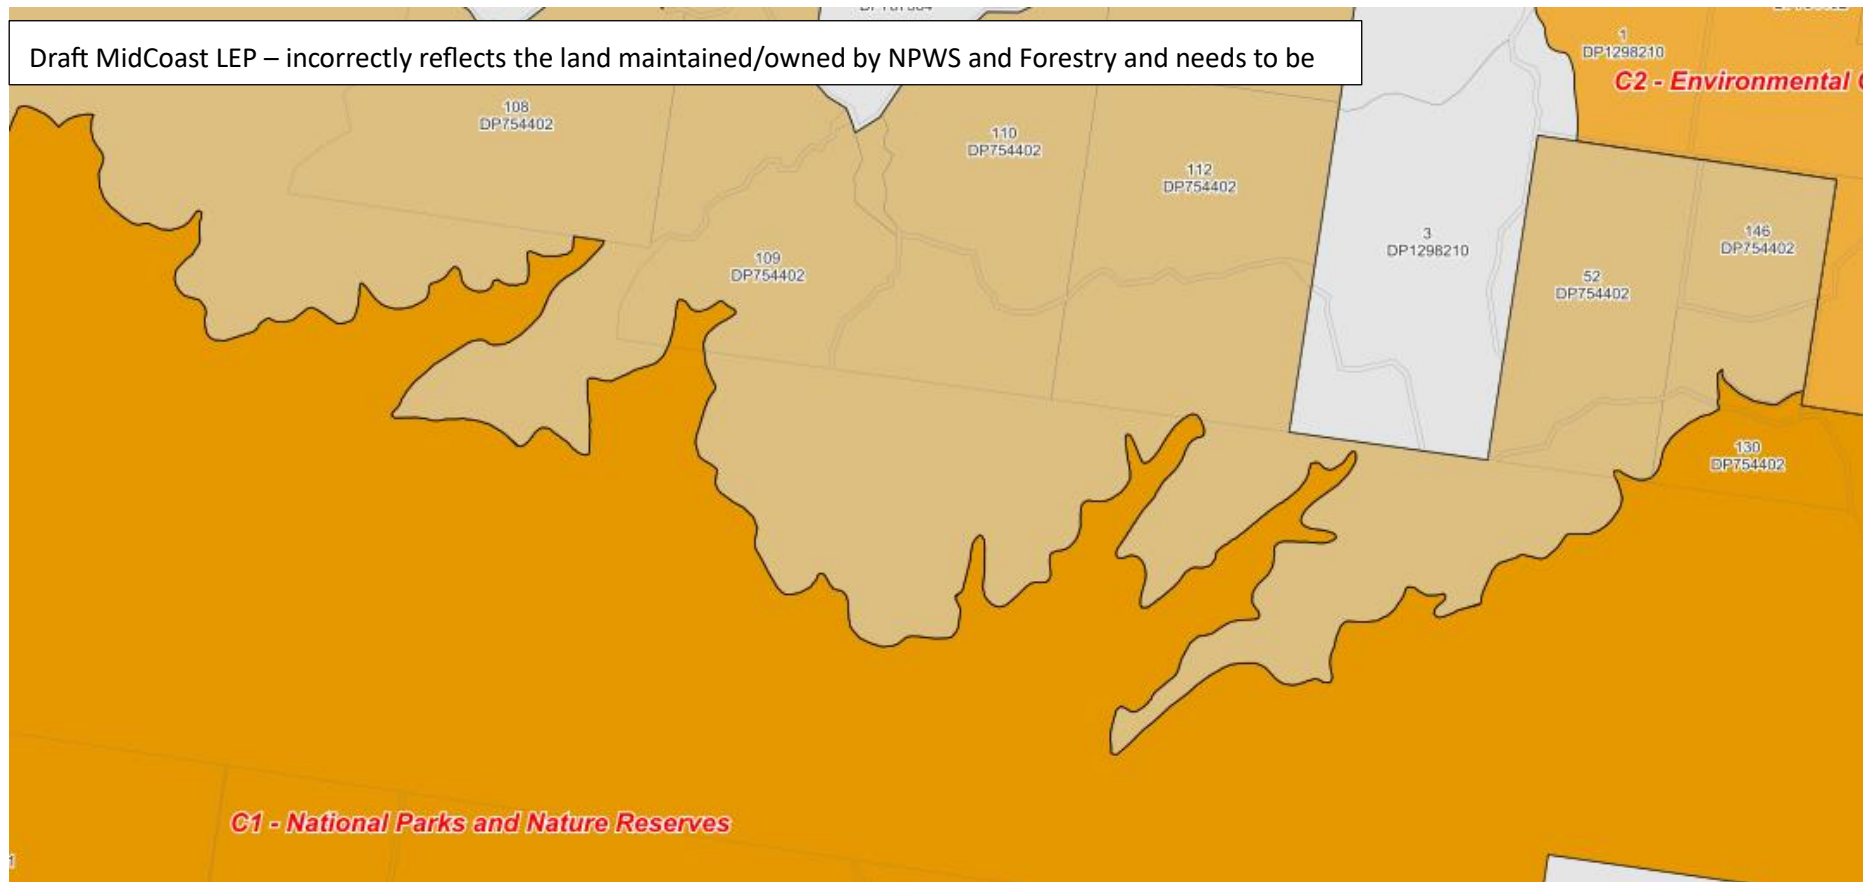 Draft MidCoast LEP – incorrectly reflects the land maintained/owned by NPWS and Forestry and needs to be
1
DP1298210
C2 - Environmental
108
DP754402
110
DP754402
112
DP754402
3
DP1298210
146
DP754402
109
DP754402
52
DP754402
130
DP754402
C1 - National Parks and Nature Reserves
1